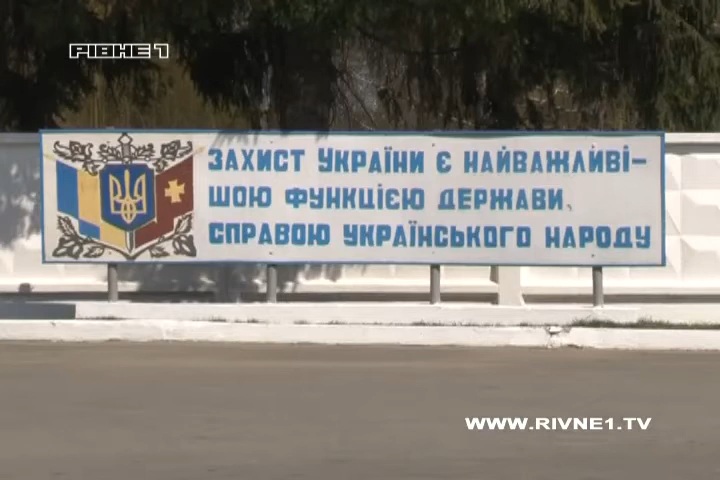 РІВНЕ 1
ЗАХИСТ УКРАЇНИ Є НАЙВАЖЛИВІ-
ШОЮ ФУНКЦІЄЮ ДЕРЖАВИ,
СПРАВОЮ УКРАЇНСЬКОГО НАРОДУ
WWW.RIVNE1.TV